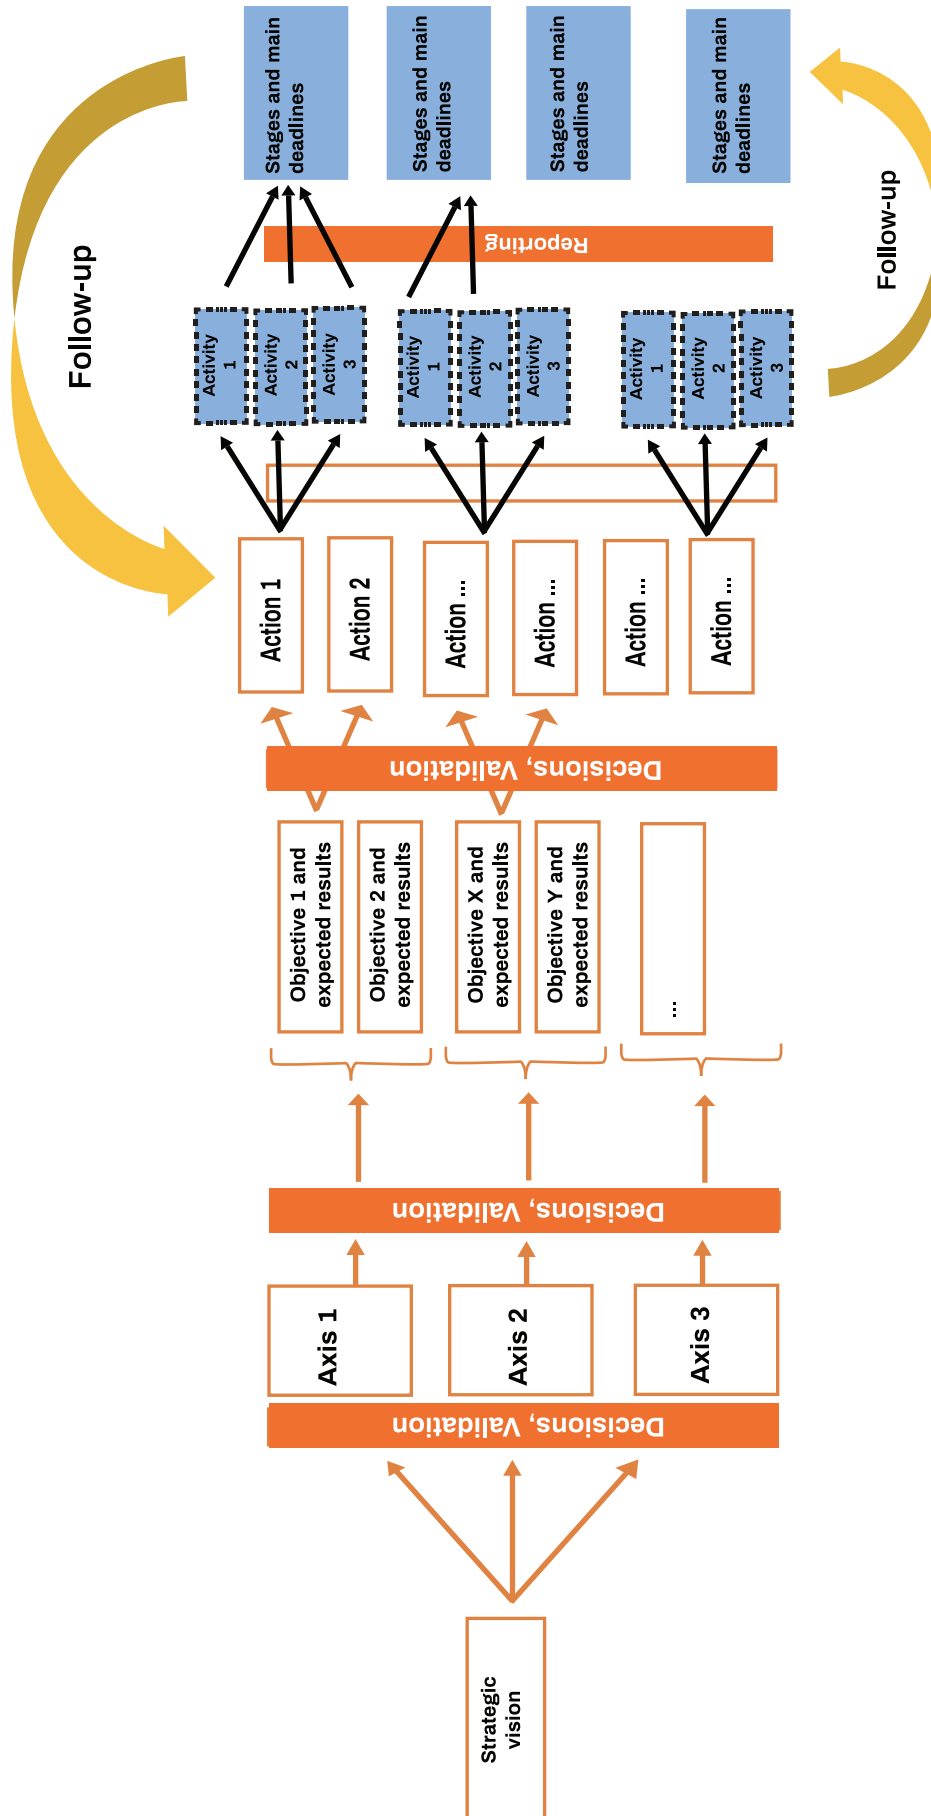 Strategic
vision
Decisions, Validation
Axis 1
Axis 2
Axis 3
Decisions, Validation
Objective 1 and
expected results
Objective 2 and
expected results
Objective X and
expected results
Objective Y and
expected results
...
Decisions, Validation
Action 1
Action 2
Action ...
Action ...
Action ...
Action ...
Activity
1
Activity
2
Activity
3
Activity
1
Activity
2
Activity
3
Activity
1
Activity
2
Activity
3
Reporting
Stages and main
deadlines
Stages and main
deadlines
Stages and main
deadlines
Stages and main
deadlines
Follow-up
Follow-up